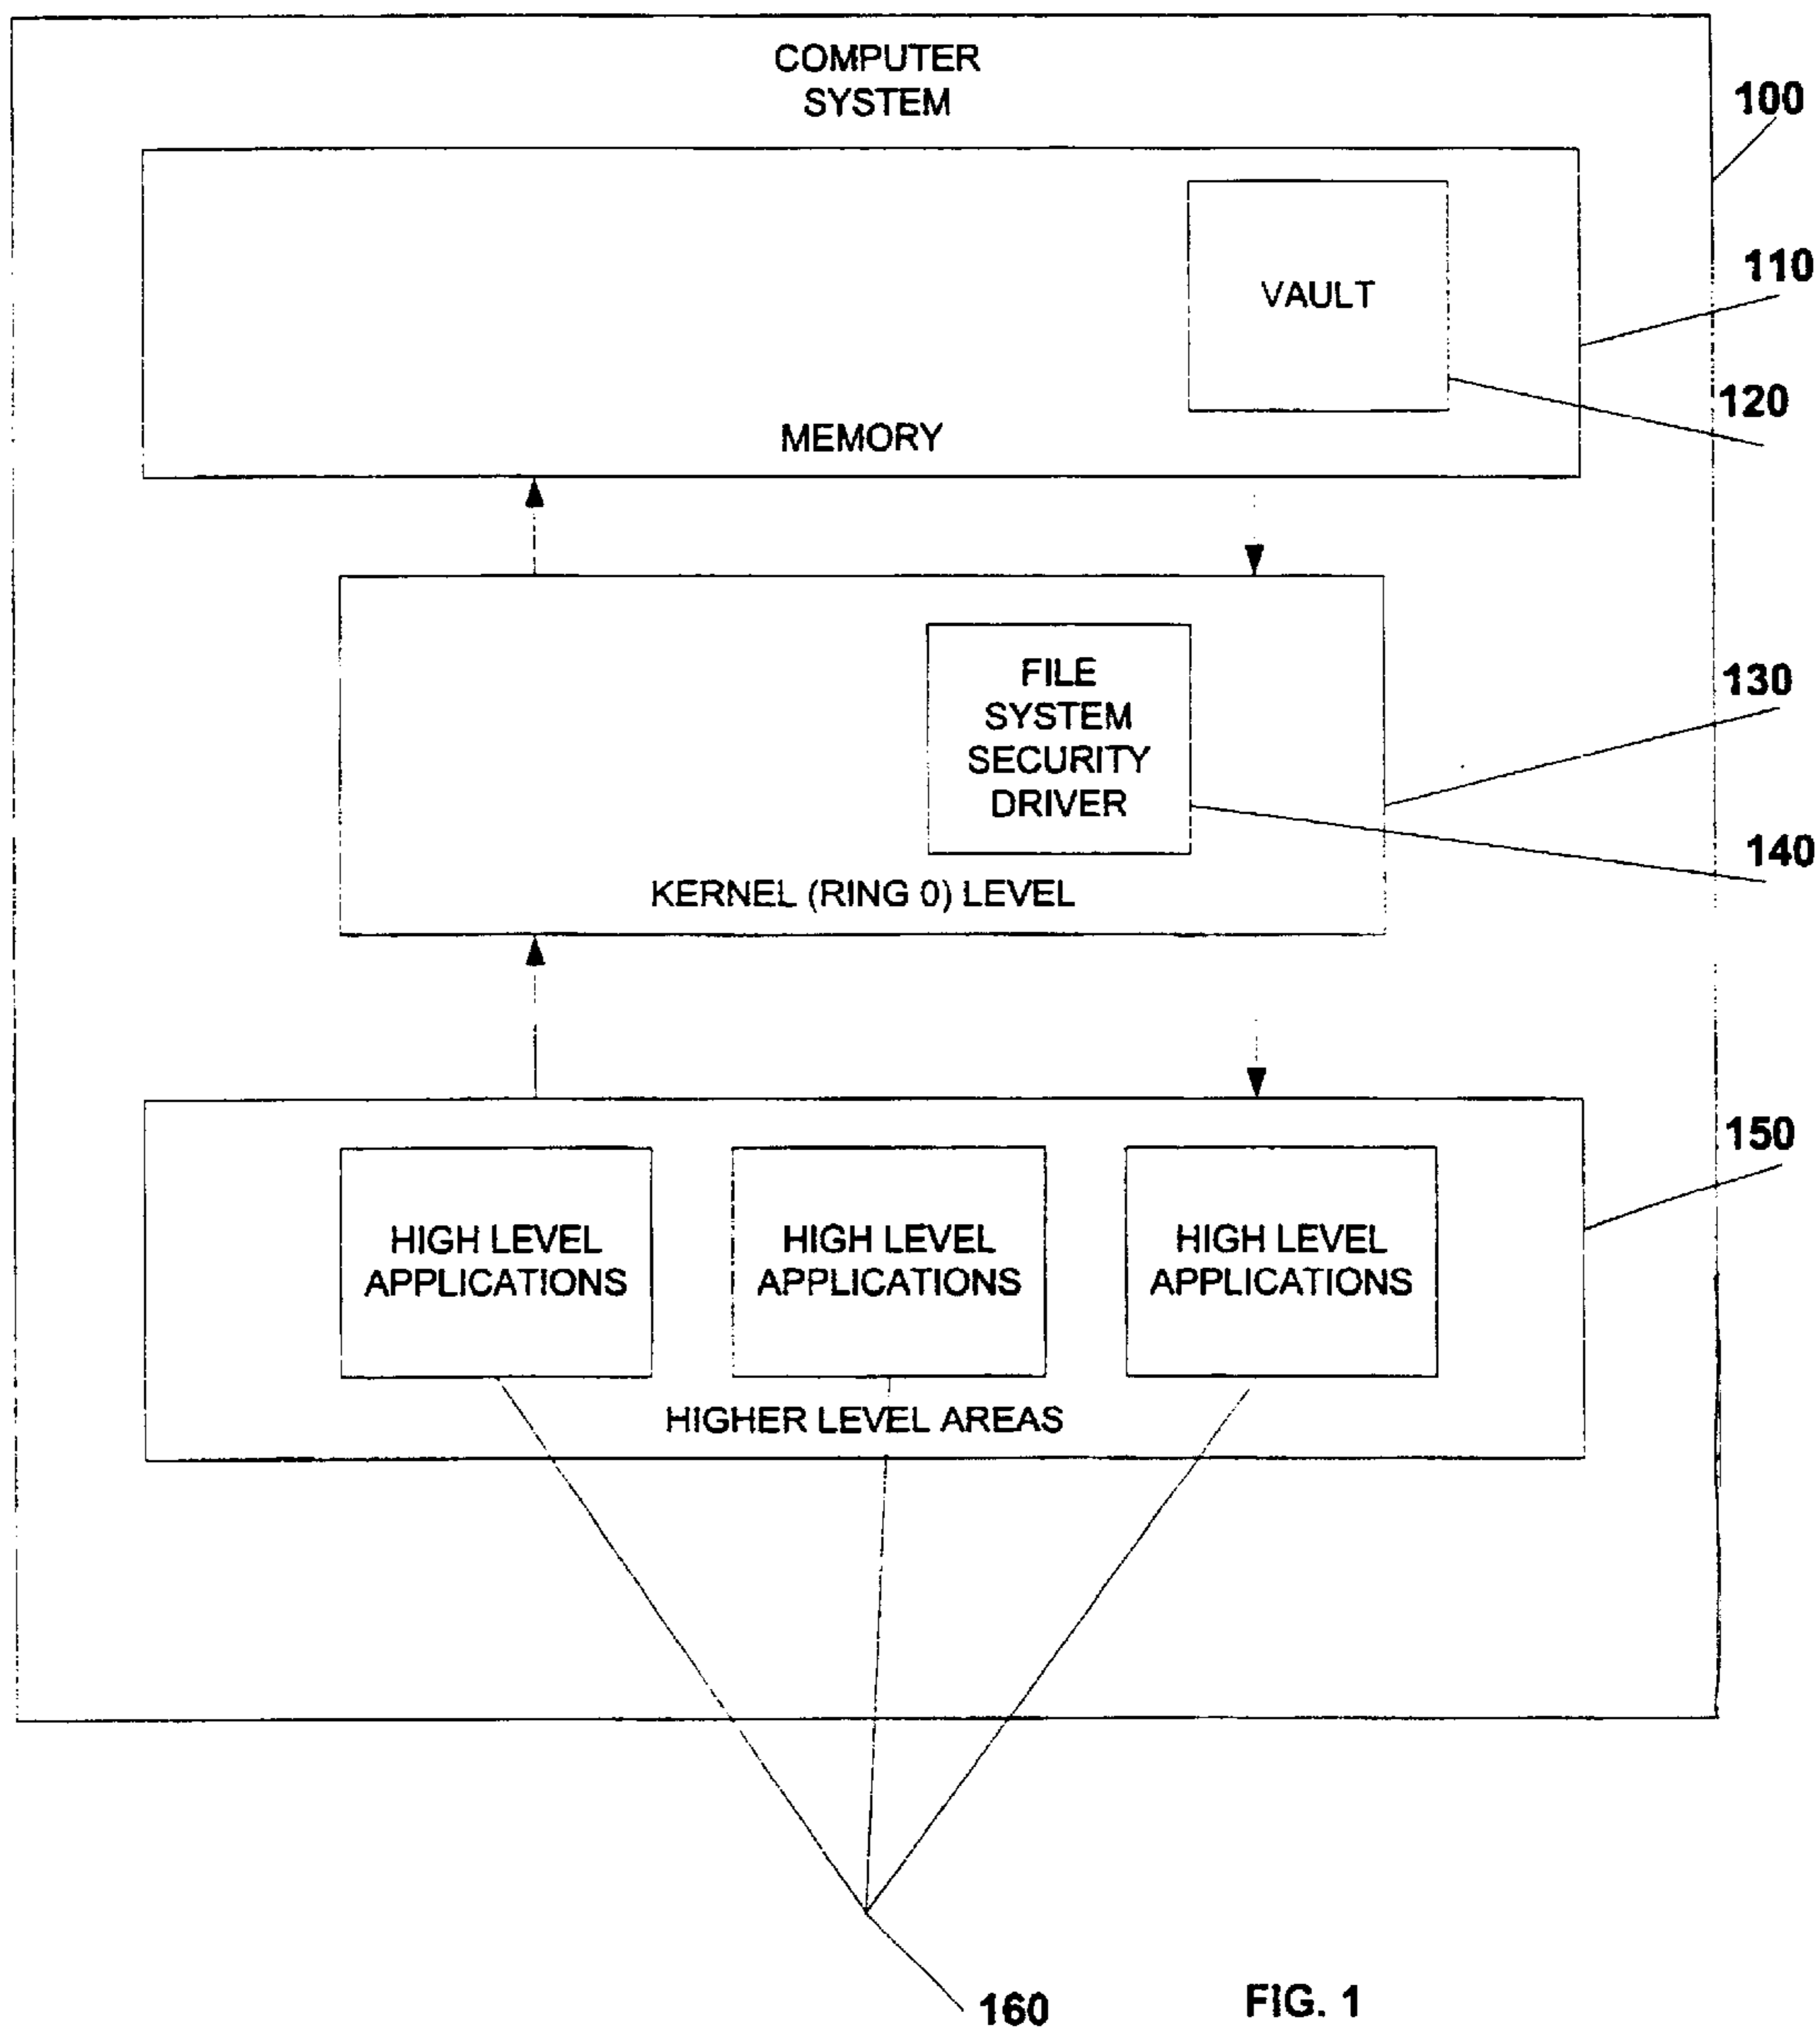 COMPUTER
SYSTEM
100
110
VAULT
120
MEMORY
FILE
SYSTEM
SECURITY
DRIVER
130
140
KERNEL (RING 0) LEVEL
150
HIGH LEVEL
APPLICATIONS
HIGH LEVEL
APPLICATIONS
HIGH LEVEL
APPLICATIONS
HIGHER LEVEL AREAS
160
FIG. 1